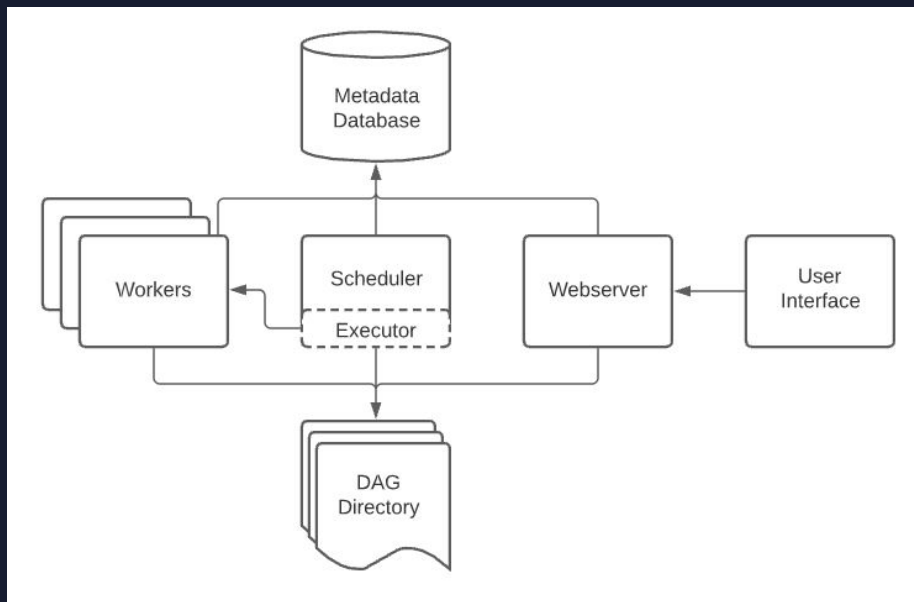 Metadata
Database
Workers
Scheduler
Executor
Webserver
User
Interface
DAG
Directory